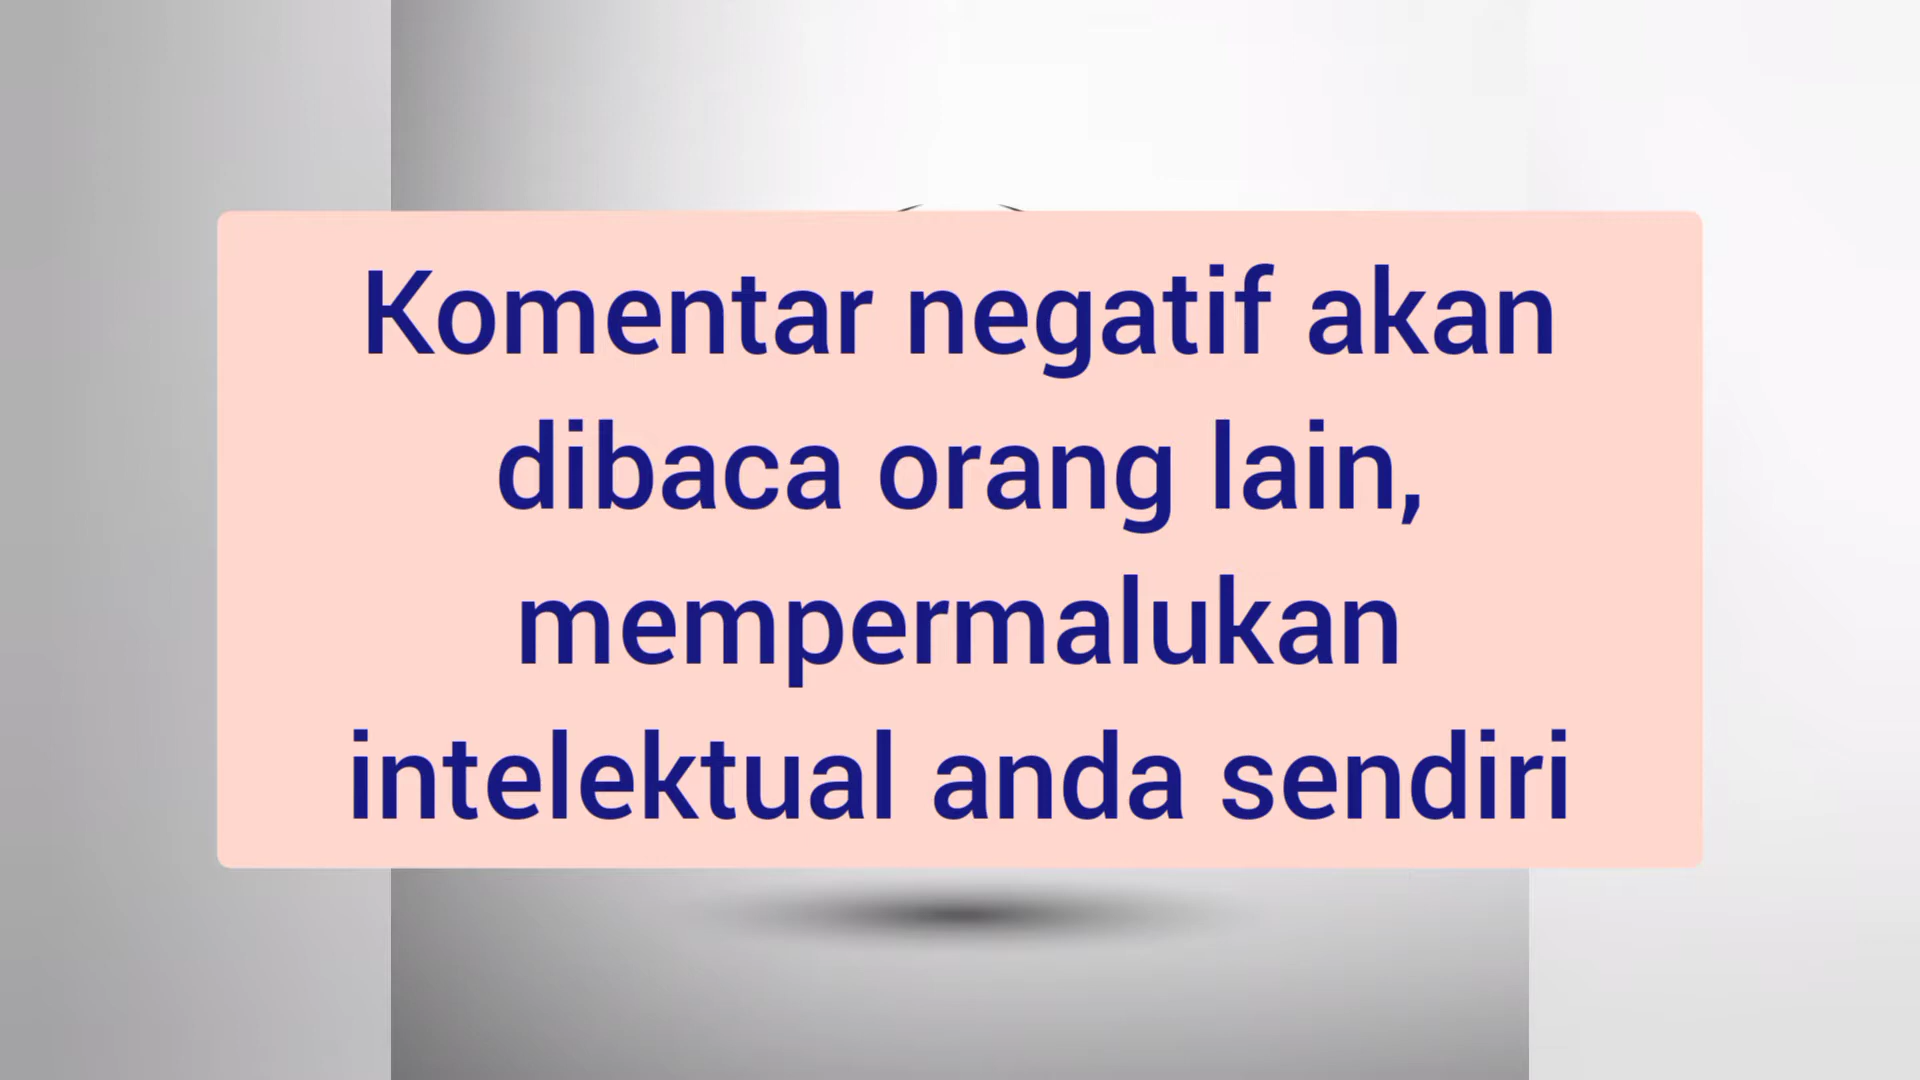 Komentar negatif akan
dibaca orang lain,
mempermalukan
intelektual anda sendiri